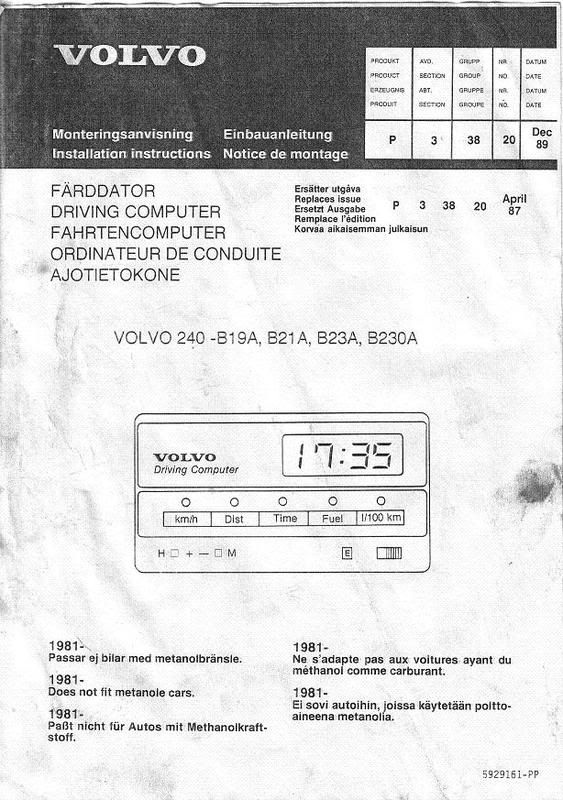 VOLVO
Monteringsanvisning Einbauanleitung
Installation instructions Notice de montage
PRODUKT AVD. GRUPP NR. DATUM
PRODUCT SECTION GROUP NO. DATE
ERZEUGNIS ABT. GRUPPE NR. DATUM
PRODUIT SECTION GROUPE NO. DATE
P 3 38 20 Dec 89
FÄRDDATOR
DRIVING COMPUTER
FAHRTENCOMPUTER
ORDINATEUR DE CONDUITE
AJOTIETOKONE
Ersätter utgåva
Replaces issue
Ersetzt Ausgabe
Remplace l'édition
Korvaa aikaisemman julkaisun
P 3 38 20 April 87
VOLVO 240 -B19A, B21A, B23A, B230A
VOLVO
Driving Computer
17:35
km/h Dist Time Fuel l/100 km
H + — M E
1981-
Passar ej bilar med metanolbränsle.
1981-
Does not fit metanole cars.
1981-
Paßt nicht für Autos mit Methanolkraft-
stoff.
1981-
Ne s'adapte pas aux voitures ayant du
méthanol comme carburant.
1981-
Ei sovi autoihin, joissa käytetään poltto-
aineena metanolia.
5929161-PP